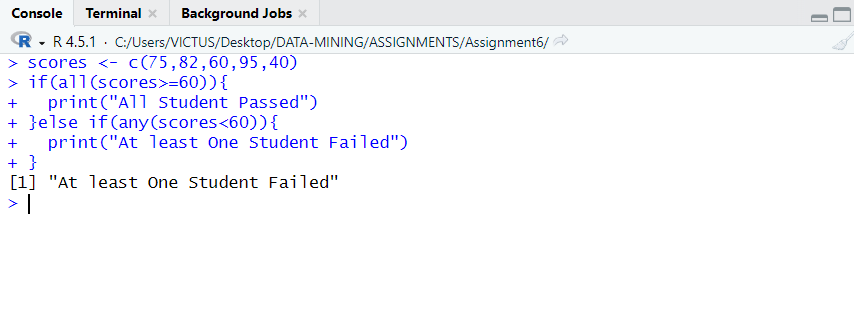 Console Terminal × Background Jobs ×
R R 4.5.1 · C:/Users/VICTUS/Desktop/DATA-MINING/ASSIGNMENTS/Assignment6/
> scores <- c(75,82,60,95,40)
> if(all(scores>=60)){
+   print("All Student Passed")
+ }else if(any(scores<60)){
+   print("At least One Student Failed")
+ }
[1] "At least One Student Failed"
>